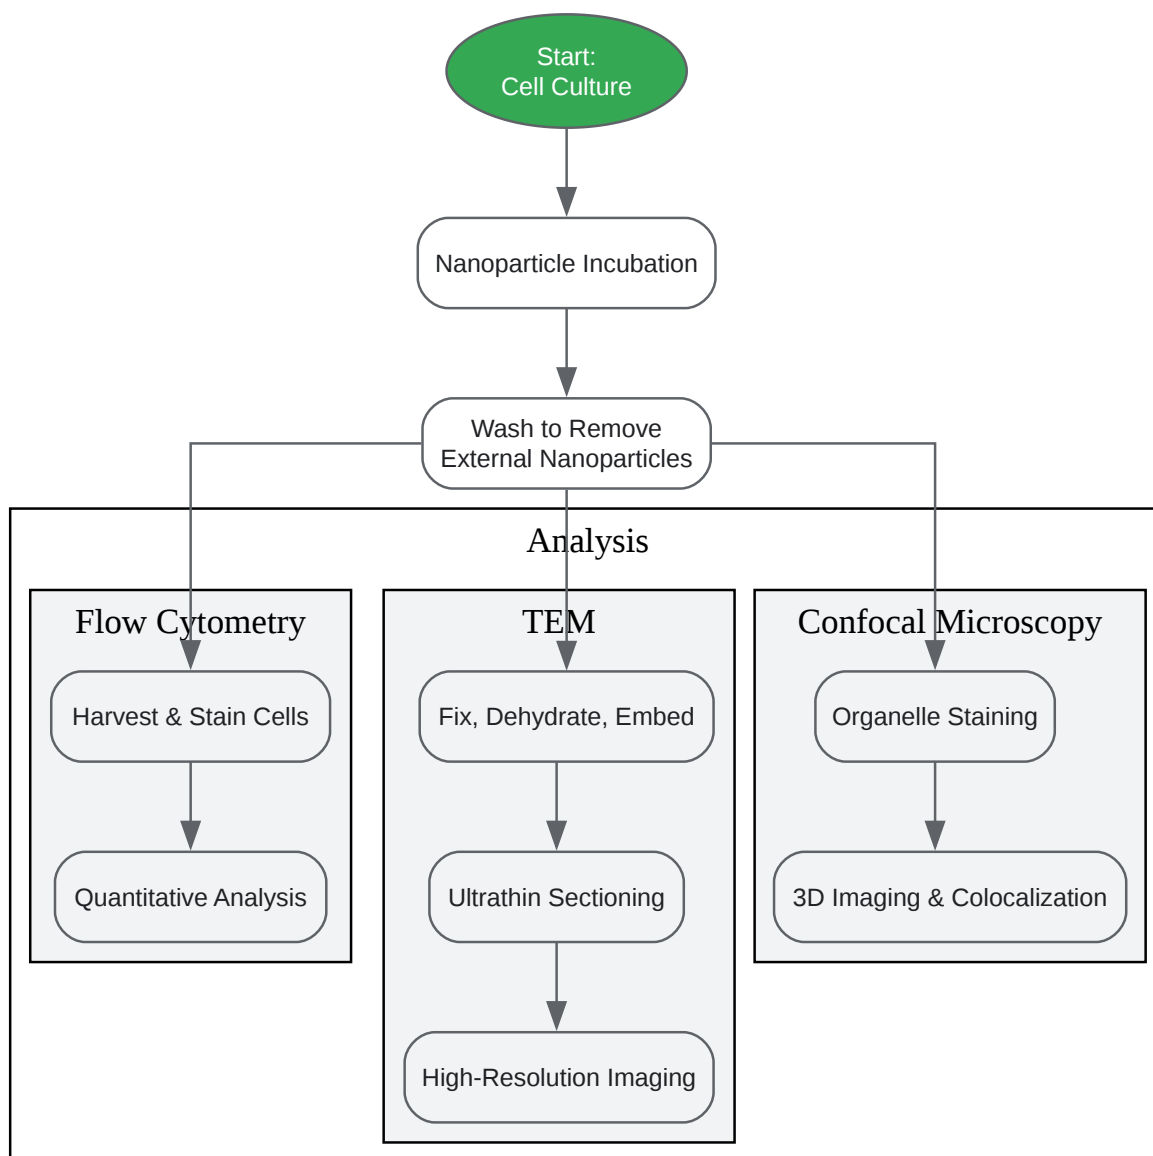 Start:
Cell Culture
Nanoparticle Incubation
Wash to Remove
External Nanoparticles
Analysis
Flow Cytometry
Harvest & Stain Cells
Quantitative Analysis
TEM
Fix, Dehydrate, Embed
Ultrathin Sectioning
High-Resolution Imaging
Confocal Microscopy
Organelle Staining
3D Imaging & Colocalization